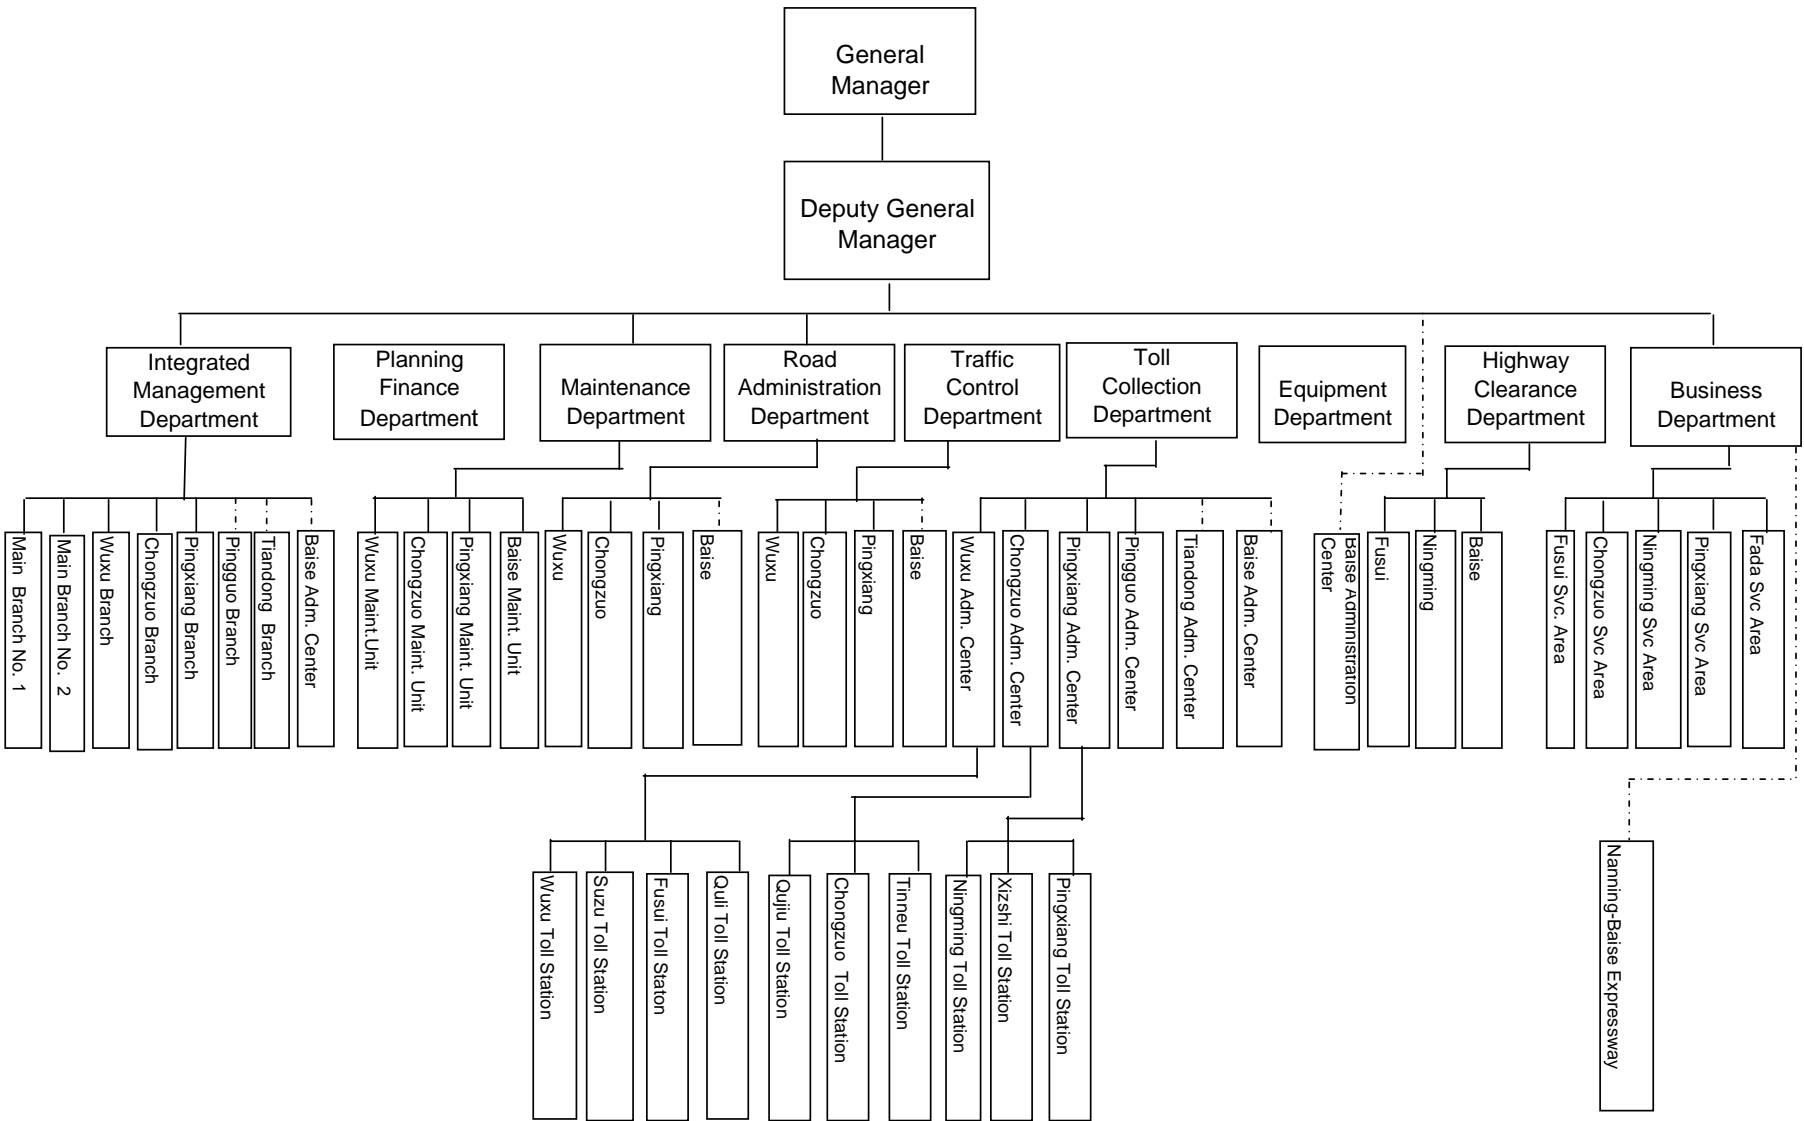 General
Manager
Deputy General
Manager
Integrated
Management
Department
Planning
Finance
Department
Maintenance
Department
Road
Administration
Department
Traffic
Control
Department
Toll
Collection
Department
Equipment
Department
Highway
Clearance
Department
Business
Department
Main Branch No. 1
Main Branch No. 2
Wuxu Branch
Chongzuo Branch
Pingxiang Branch
Pingguo Branch
Tiandong Branch
Baise Adm. Center
Wuxu Maint.Unit
Chongzuo Maint. Unit
Pingxiang Maint. Unit
Baise Maint. Unit
Wuxu
Chongzuo
Pingxiang
Baise
Wuxu
Chongzuo
Pingxiang
Baise
Wuxu Adm. Center
Chongzuo Adm. Center
Pingxiang Adm. Center
Pingguo Adm. Center
Tiandong Adm. Center
Baise Adm. Center
Baise Administration
Center
Fusui
Ningming
Baise
Fusui Svc. Area
Chongzuo Svc Area
Ningming Svc Area
Pingxiang Svc Area
Fada Svc Area
Wuxu Toll Station
Suzu Toll Station
Fusui Toll Staton
Quli Toll Station
Qujiu Toll Station
Chongzuo Toll Station
Tinneu Toll Station
Ningming Toll Station
Xizshi Toll Station
Pingxiang Toll Station
Nanning-Baise Expressway